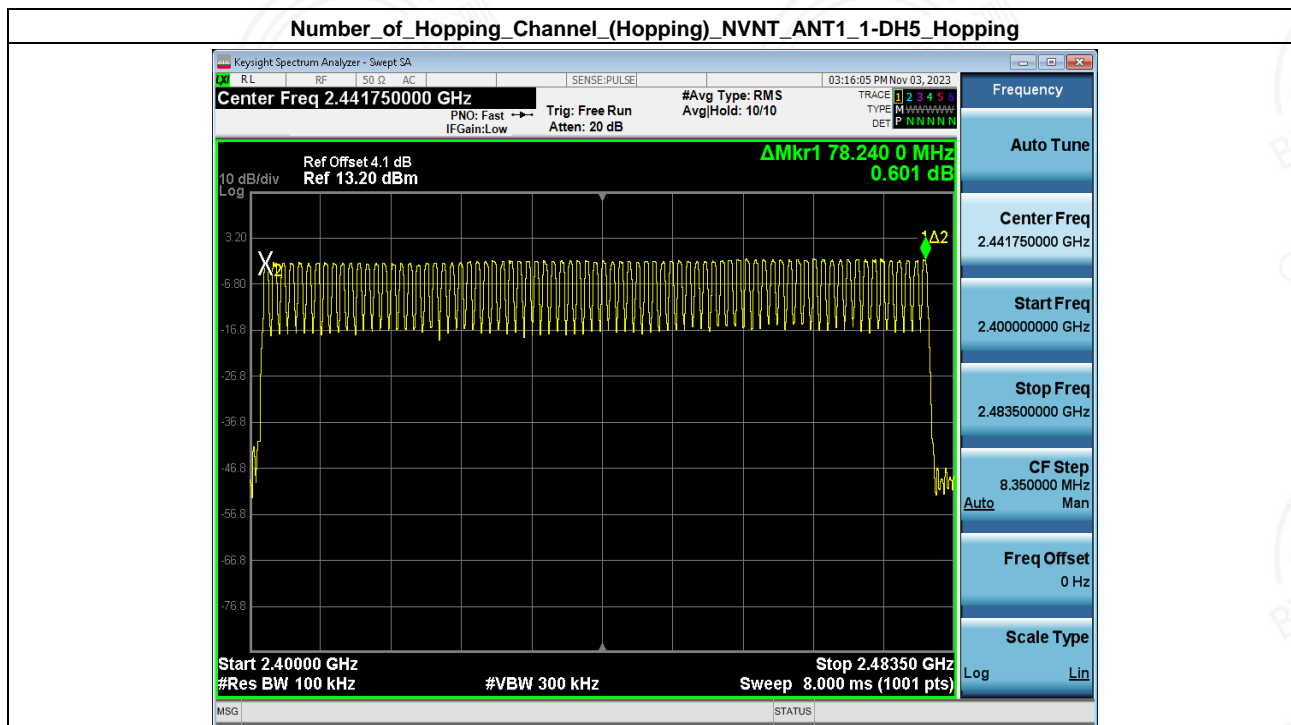 Number_of_Hopping_Channel_(Hopping)_NVNT_ANT1_1-DH5_Hopping
Keysight Spectrum Analyzer - Swept SA
LXI RL RF 50 Ω AC SENSE:PULSE 03:16:05 PM Nov 03, 2023
Center Freq 2.441750000 GHz
PNO: Fast
IFGain:Low
Trig: Free Run
Atten: 20 dB
#Avg Type: RMS
Avg|Hold: 10/10
TRACE 1 2 3 4 5 6
TYPE M WWWWW
DET P N N N N N
ΔMkr1 78.240 0 MHz
0.601 dB
Ref Offset 4.1 dB
10 dB/div Ref 13.20 dBm
Log
3.20
-6.80
-16.8
-26.8
-36.8
-46.8
-56.8
-66.8
-76.8
X2
1Δ2
Start 2.40000 GHz Stop 2.48350 GHz
#Res BW 100 kHz #VBW 300 kHz Sweep 8.000 ms (1001 pts)
MSG STATUS
Frequency
Auto Tune
Center Freq
2.441750000 GHz
Start Freq
2.400000000 GHz
Stop Freq
2.483500000 GHz
CF Step
8.350000 MHz
Auto Man
Freq Offset
0 Hz
Scale Type
Log Lin